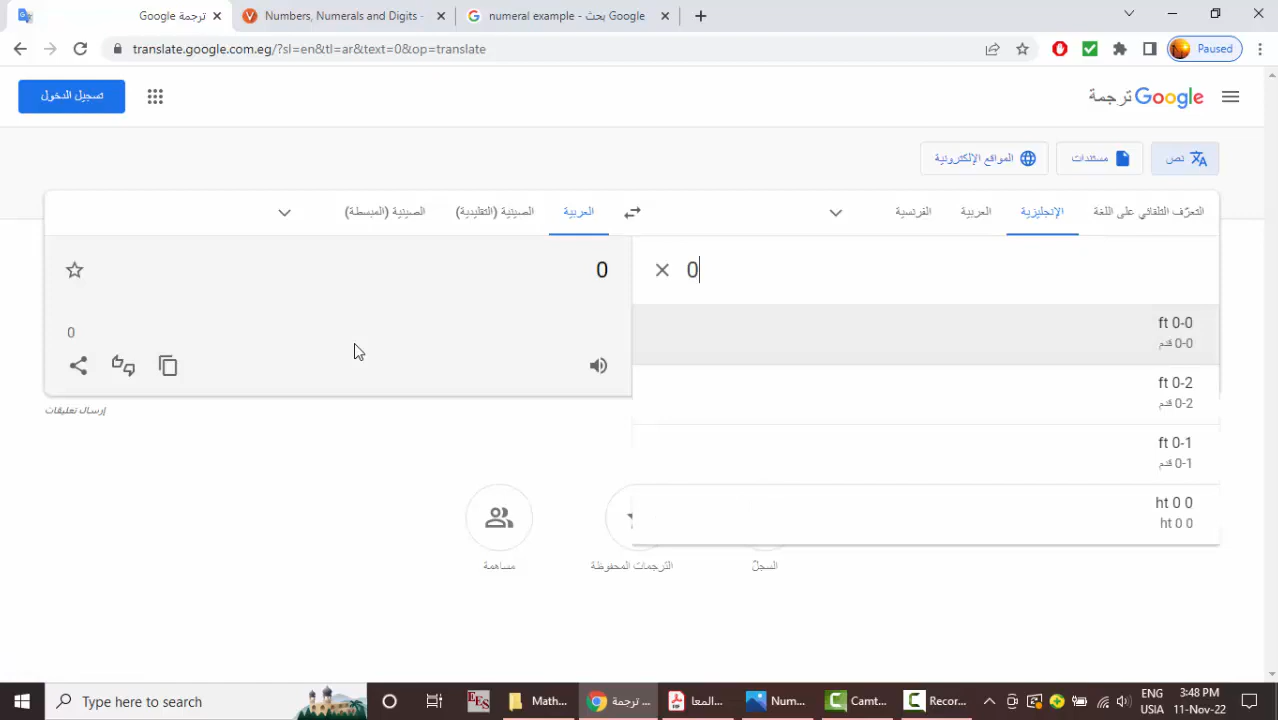 ترجمة Google
Numbers, Numerals and Digits -
numeral example - بحث Google
translate.google.com.eg/?sl=en&tl=ar&text=0&op=translate
Paused
ترجمة Google
تسجيل الدخول
نص
مستندات
المواقع الإلكترونية
التعرّف التلقائي على اللغة
الإنجليزية
العربية
الفرنسية
العربية
الصينية (التقليدية)
الصينية (المبسطة)
0
0
0
ft 0-0
0-0 قدم
ft 0-2
0-2 قدم
ft 0-1
0-1 قدم
ht 0 0
ht 0 0
إرسال تعليقات
السجلّ
الترجمات المحفوظة
مساهمة
Type here to search
EES
Math...
ترجمة ...
المعا...
Num...
Camt...
Recor...
ENG
USIA
3:48 PM
11-Nov-22